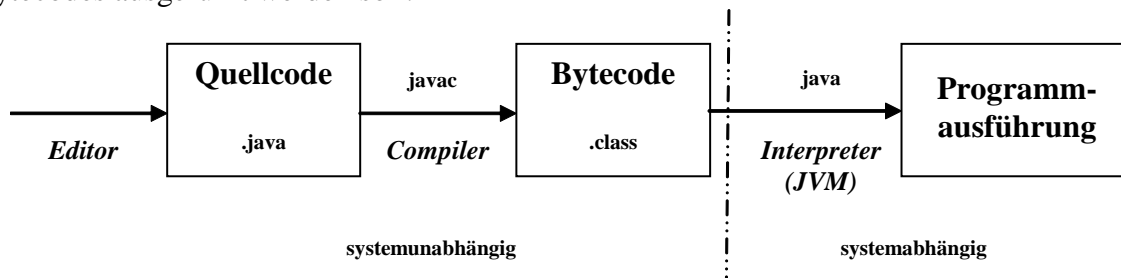 Quellcode
.java
javac
Compiler
Bytecode
.class
java
Interpreter
(JVM)
Programm-
ausführung
Editor
systemunabhängig
systemabhängig